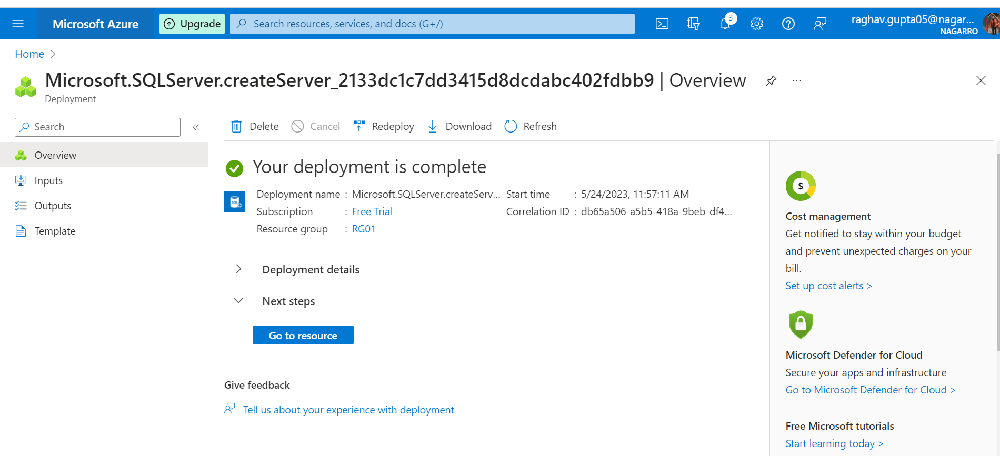 Microsoft Azure
Upgrade
Search resources, services, and docs (G+/)
3
raghav.gupta05@nagar...
NAGARRO
Home
Microsoft.SQLServer.createServer_2133dc1c7dd3415d8dcdabc402fdbb9 | Overview
...
Deployment
Search
«
Overview
Inputs
Outputs
Template
Delete
Cancel
Redeploy
Download
Refresh
Your deployment is complete
SQL
Deployment name : Microsoft.SQLServer.createServ...
Subscription : Free Trial
Resource group : RG01
Start time : 5/24/2023, 11:57:11 AM
Correlation ID : db65a506-a5b5-418a-9beb-df4...
Deployment details
Next steps
Go to resource
Give feedback
Tell us about your experience with deployment
$
Cost management
Get notified to stay within your budget
and prevent unexpected charges on your
bill.
Set up cost alerts >
Microsoft Defender for Cloud
Secure your apps and infrastructure
Go to Microsoft Defender for Cloud >
Free Microsoft tutorials
Start learning today >